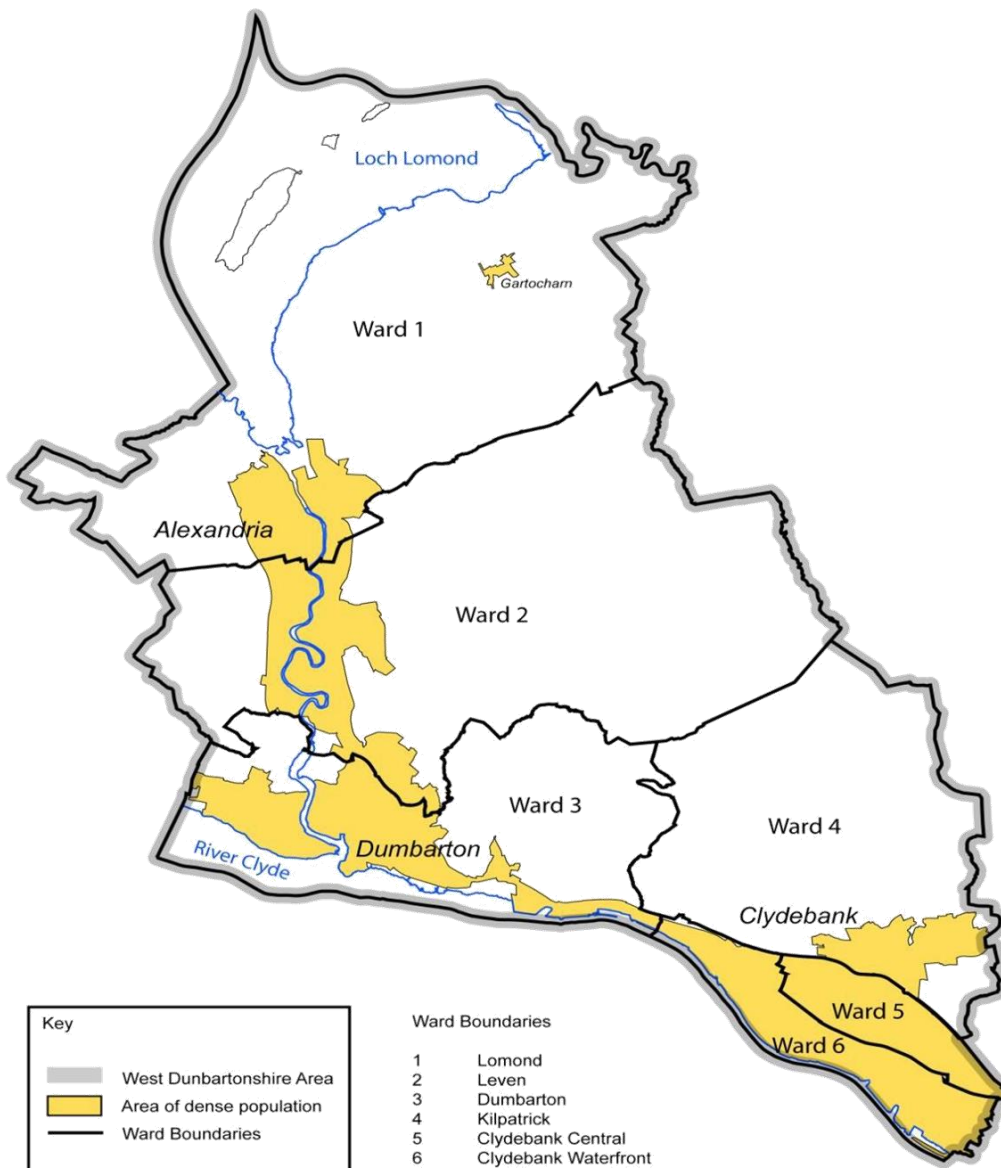 Loch Lomond
Gartocharn
Ward 1
Alexandria
Ward 2
Ward 3
Ward 4
Dumbarton
River Clyde
Clydebank
Ward 5
Ward 6
Key
West Dunbartonshire Area
Area of dense population
Ward Boundaries
Ward Boundaries
1 Lomond
2 Leven
3 Dumbarton
4 Kilpatrick
5 Clydebank Central
6 Clydebank Waterfront